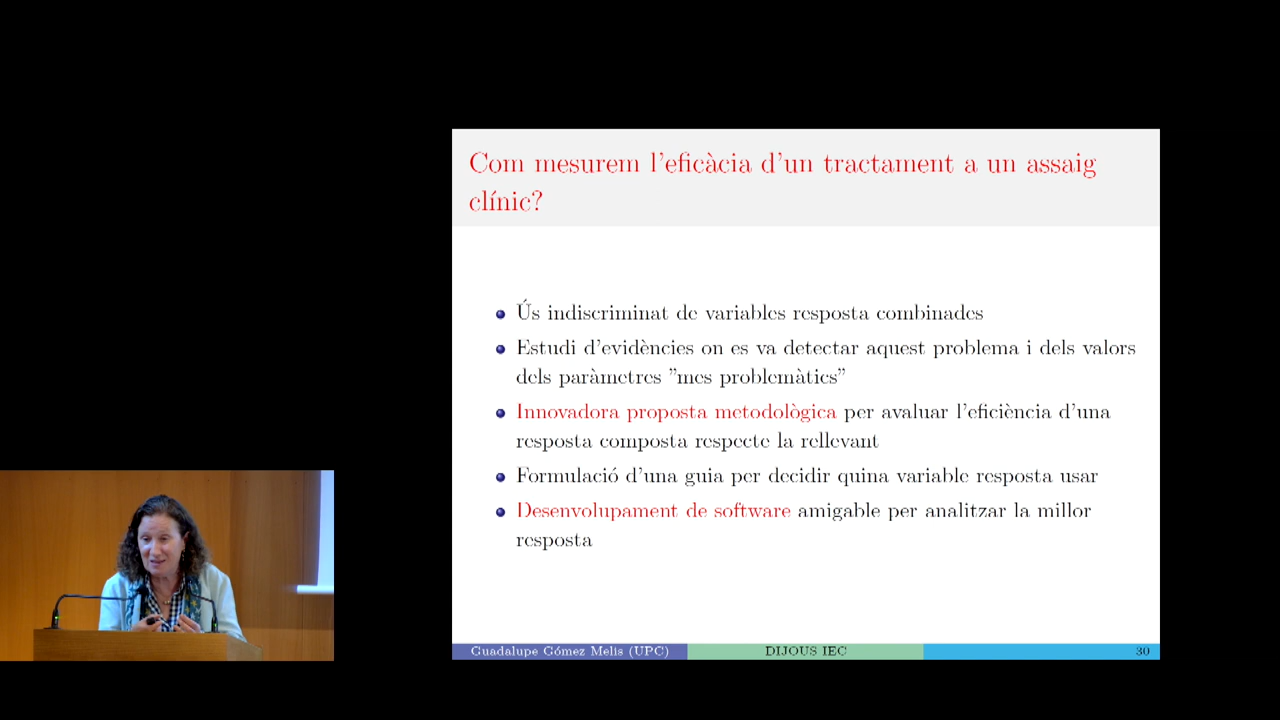 Com mesurem l'eficàcia d'un tractament a un assaig
clínic?
Ús indiscriminat de variables resposta combinades
Estudi d'evidències on es va detectar aquest problema i dels valors
dels paràmetres "mes problemàtics"
Innovadora proposta metodològica per avaluar l'eficiència d'una
resposta composta respecte la rellevant
Formulació d'una guia per decidir quina variable resposta usar
Desenvolupament de software amigable per analitzar la millor
resposta
Guadalupe Gómez Melis (UPC) DIJOUS IEC 30